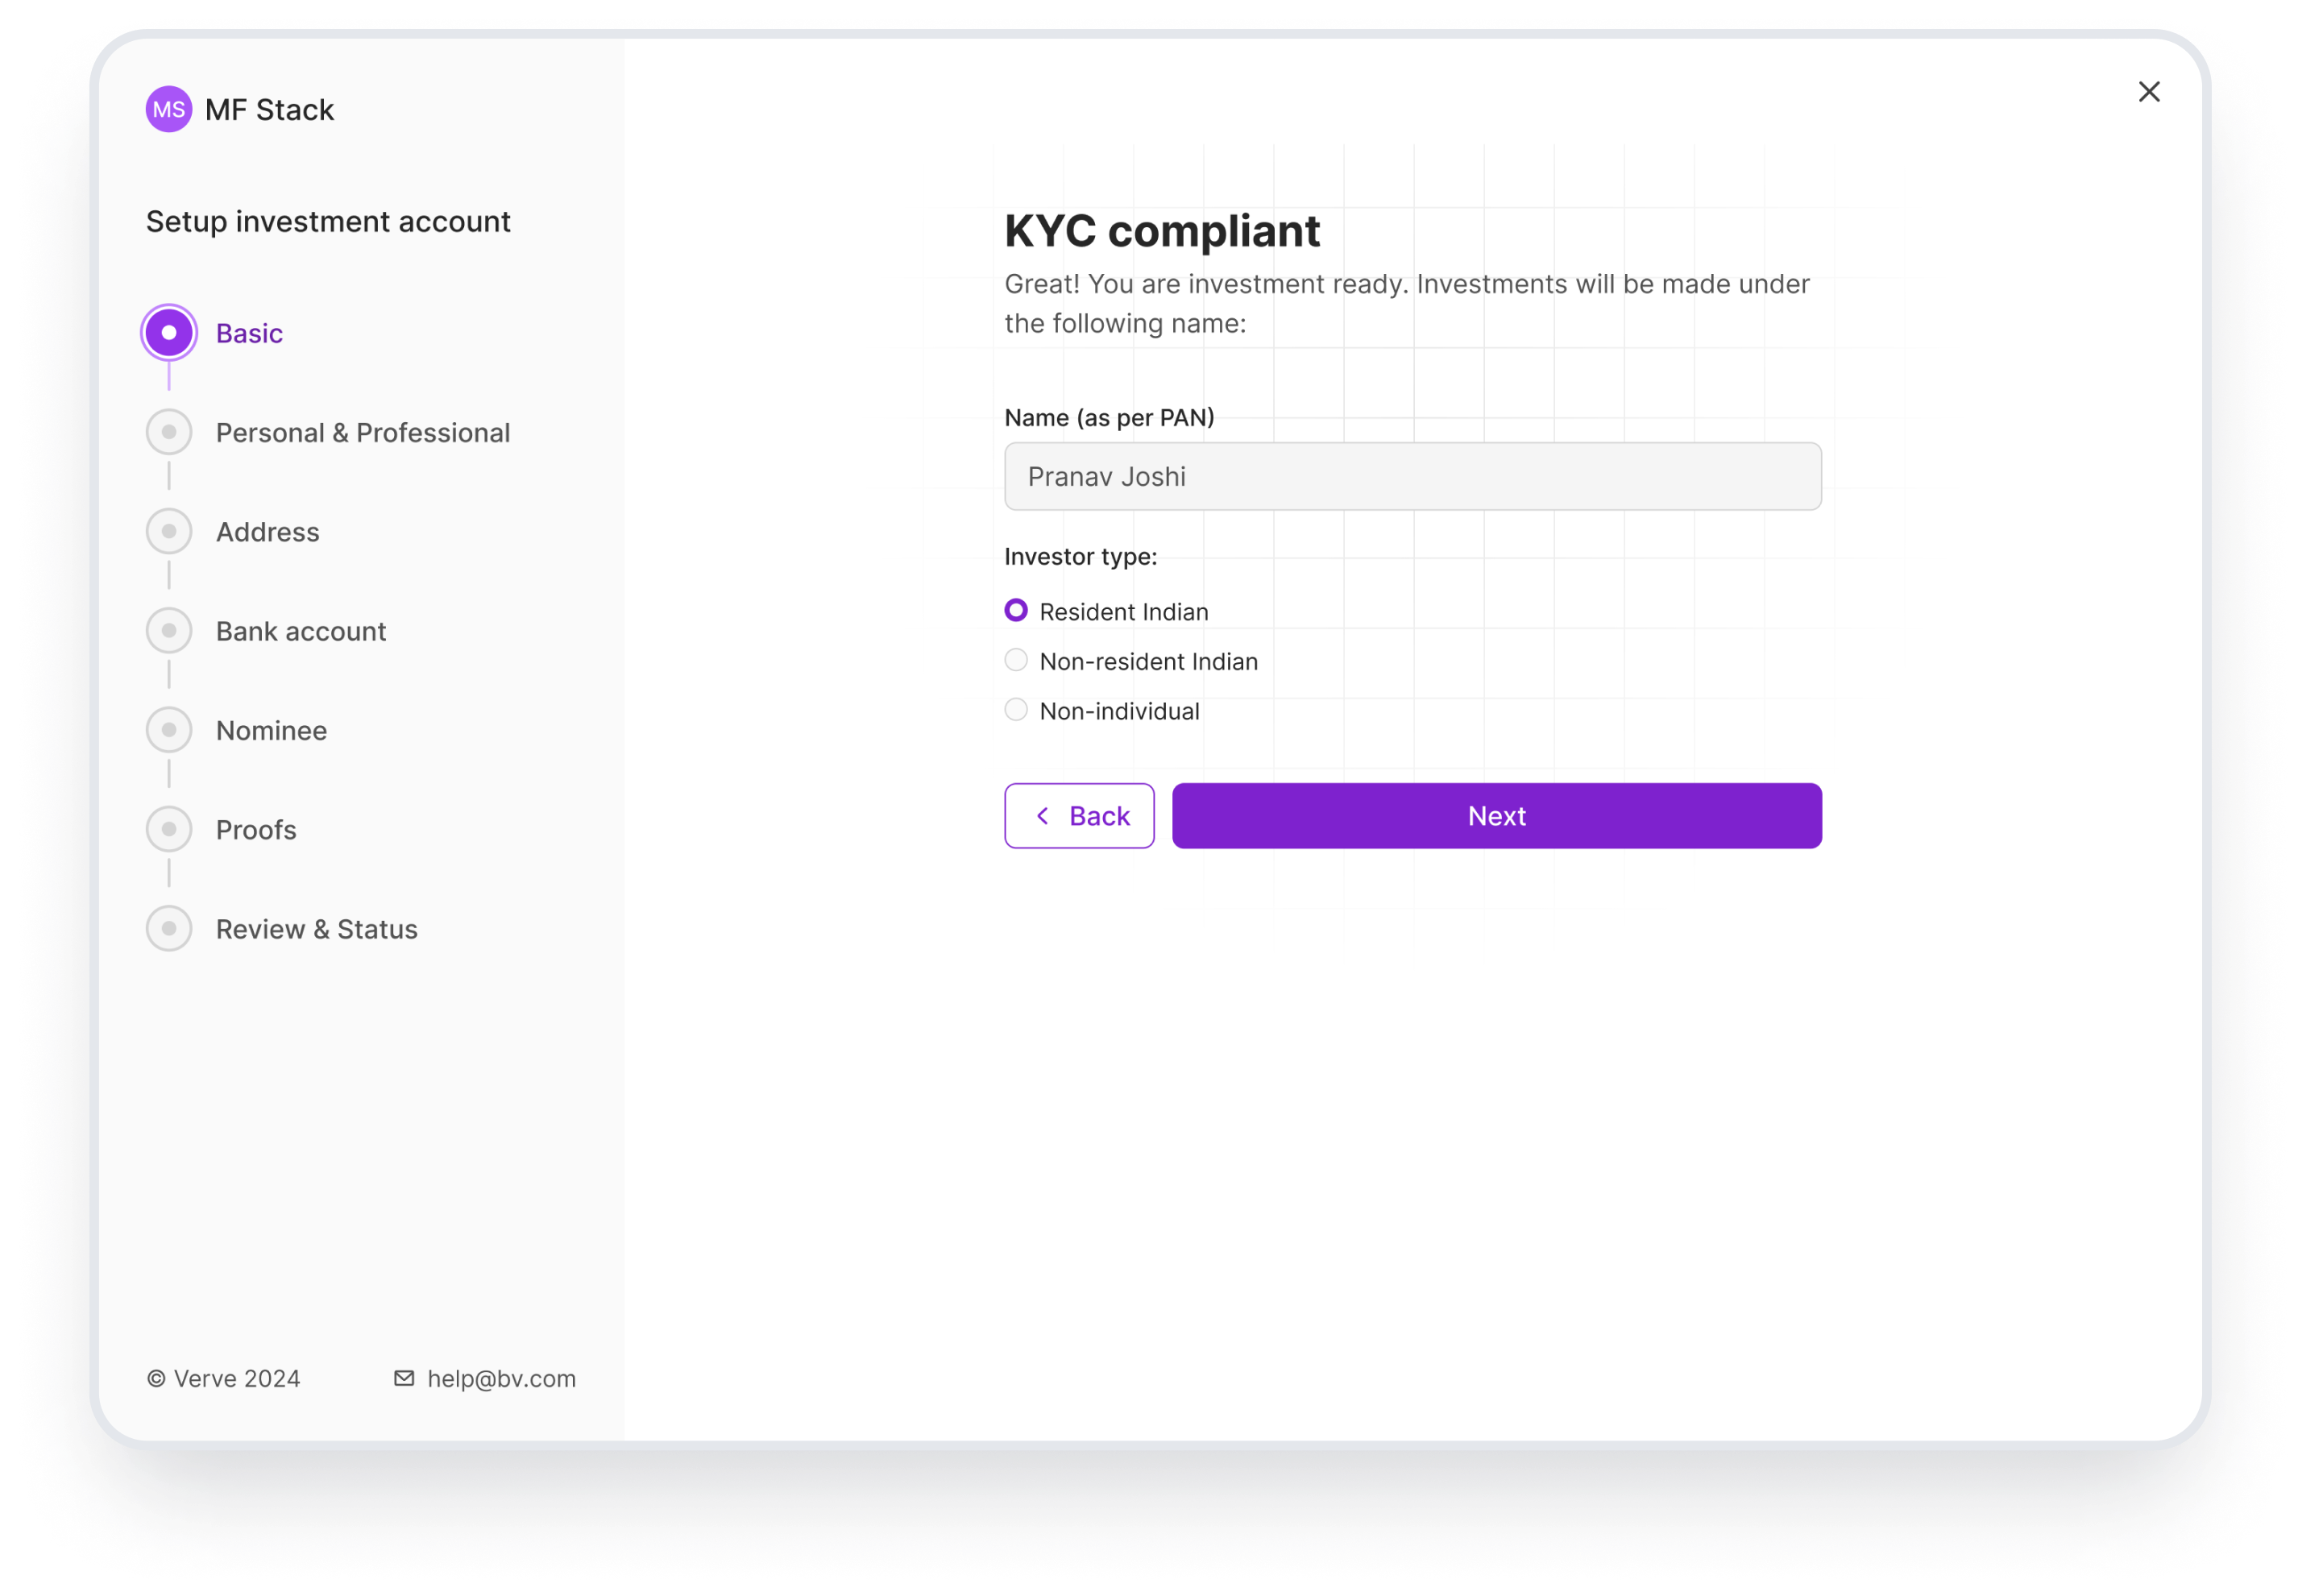 MS MF Stack
Setup investment account
Basic
Personal & Professional
Address
Bank account
Nominee
Proofs
Review & Status
© Verve 2024
help@bv.com
KYC compliant
Great! You are investment ready. Investments will be made under
the following name:
Name (as per PAN)
Pranav Joshi
Investor type:
Resident Indian
Non-resident Indian
Non-individual
Back
Next